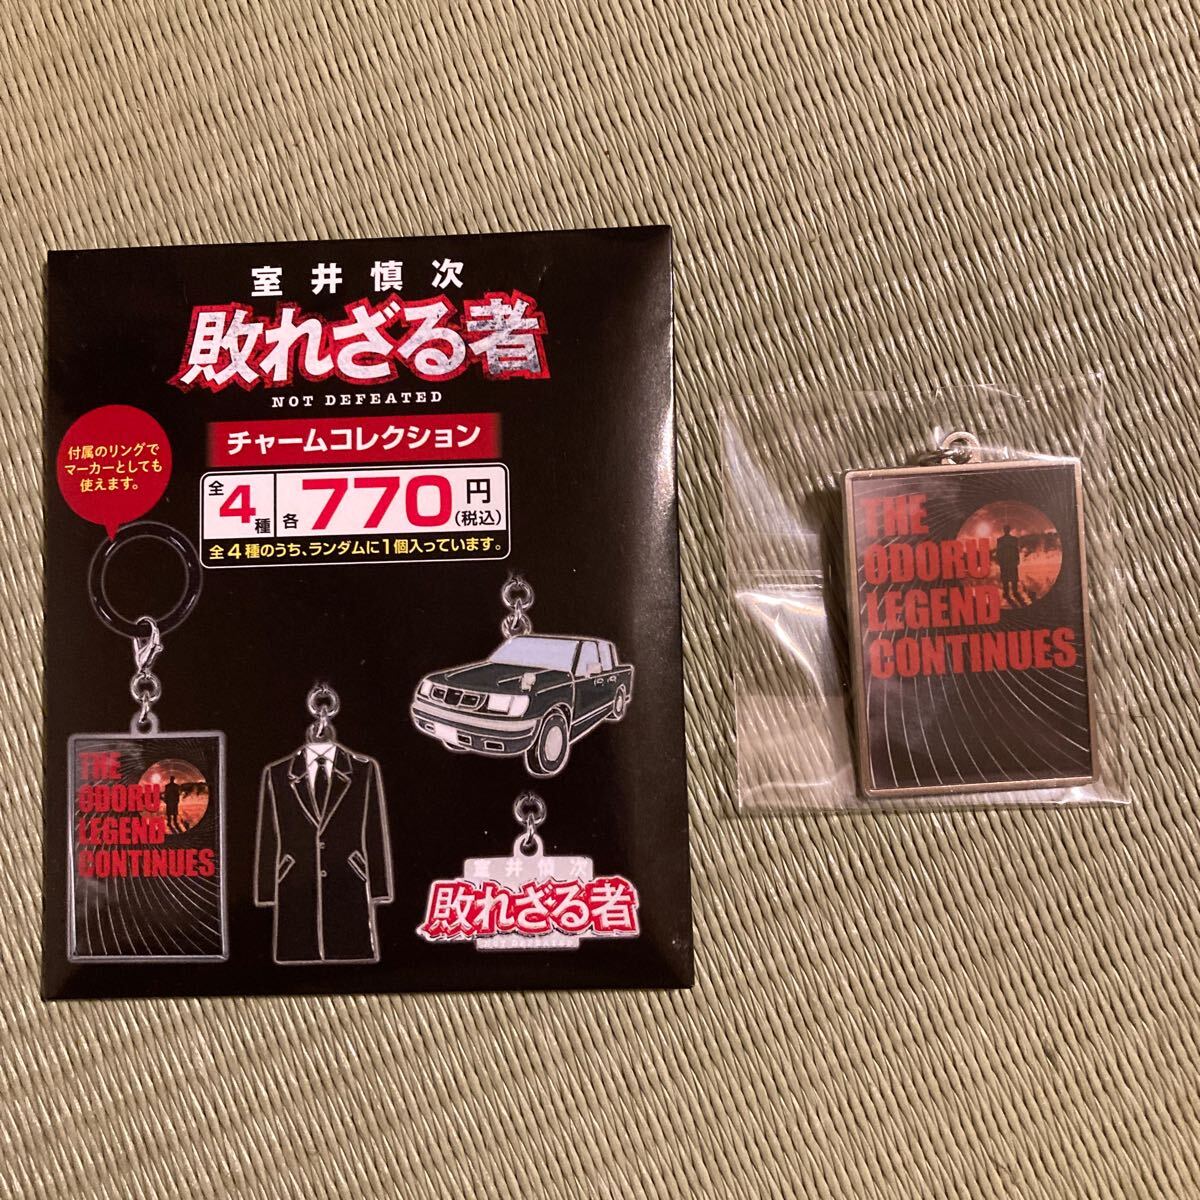 室井慎次
敗れざる者
NOT DEFEATED
チャームコレクション
付属のリングで
マーカーとしても
使えます。
全4種
各770円(税込)
全4種のうち、ランダムに1個入っています。
THE
ODORU
LEGEND
CONTINUES
室井慎次
敗れざる者
NOT DEFEATED
THE
ODORU
LEGEND
CONTINUES